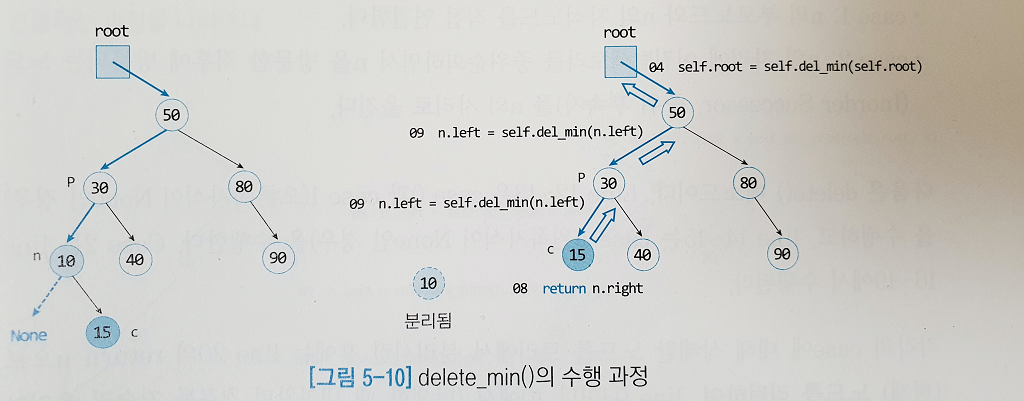 root
50
P
30
80
n
10
40
90
None
15
c
root
04 self.root = self.del_min(self.root)
50
09 n.left = self.del_min(n.left)
P
30
80
09 n.left = self.del_min(n.left)
c
15
40
90
10
분리됨
08 return n.right
[그림 5-10] delete_min()의 수행 과정